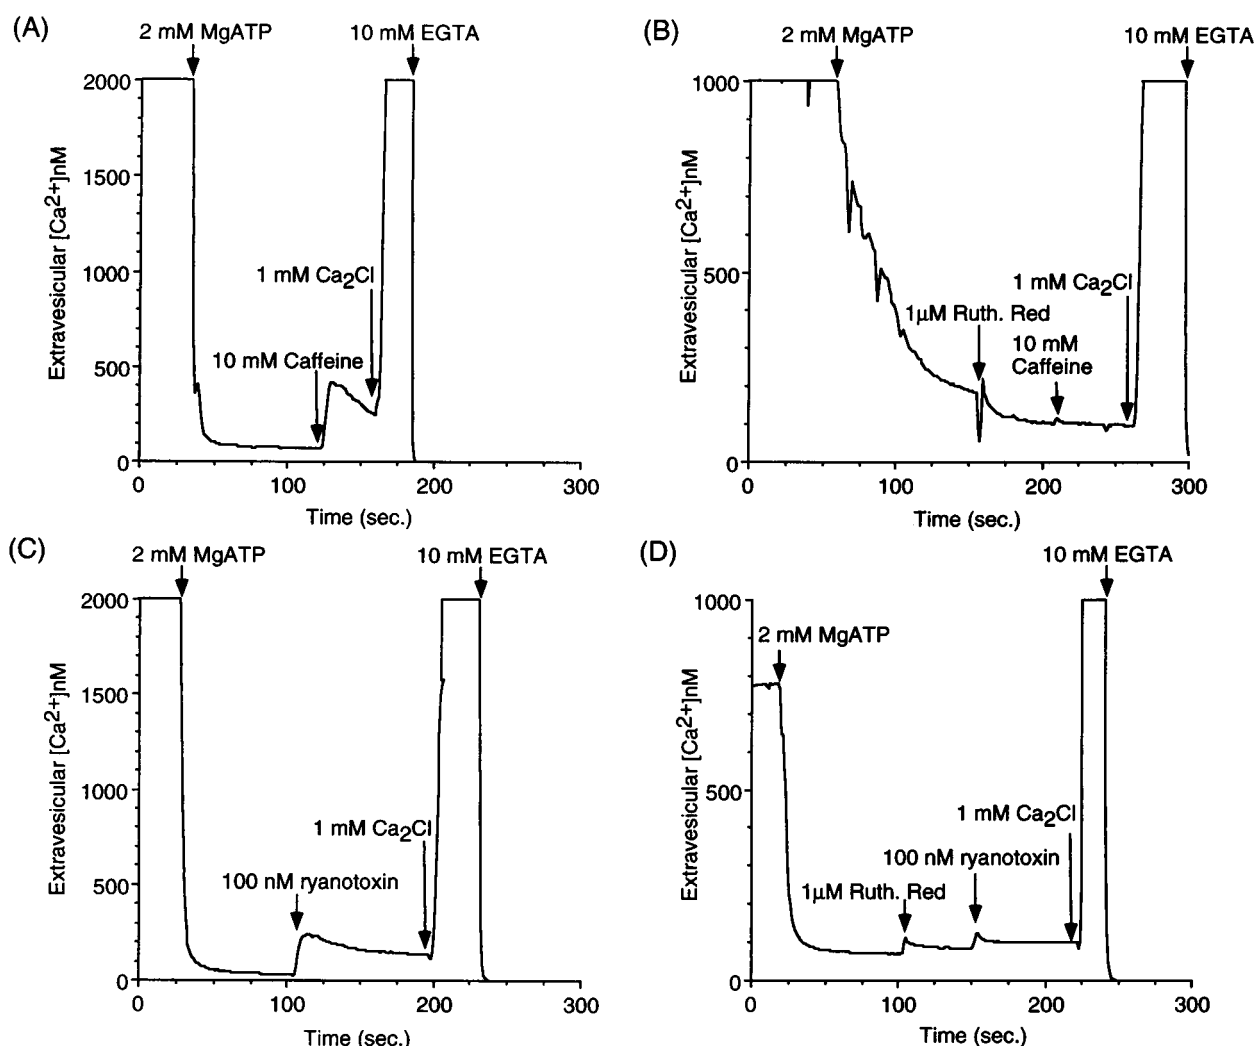 (A)
2 mM MgATP
10 mM EGTA
2000
1500
1000
500
0
Extravesicular [Ca2+]nM
1 mM Ca2Cl
10 mM Caffeine
0
100
200
300
Time (sec.)
(B)
2 mM MgATP
10 mM EGTA
1000
500
0
Extravesicular [Ca2+]nM
1 mM Ca2Cl
1μM Ruth. Red
10 mM
Caffeine
0
100
200
300
Time (sec.)
(C)
2 mM MgATP
10 mM EGTA
2000
1500
1000
500
0
Extravesicular [Ca2+]nM
1 mM Ca2Cl
100 nM ryanotoxin
0
100
200
300
Time (sec.)
(D)
10 mM EGTA
1000
500
0
Extravesicular [Ca2+]nM
2 mM MgATP
1 mM Ca2Cl
100 nM ryanotoxin
1μM Ruth. Red
0
100
200
300
Time (sec.)